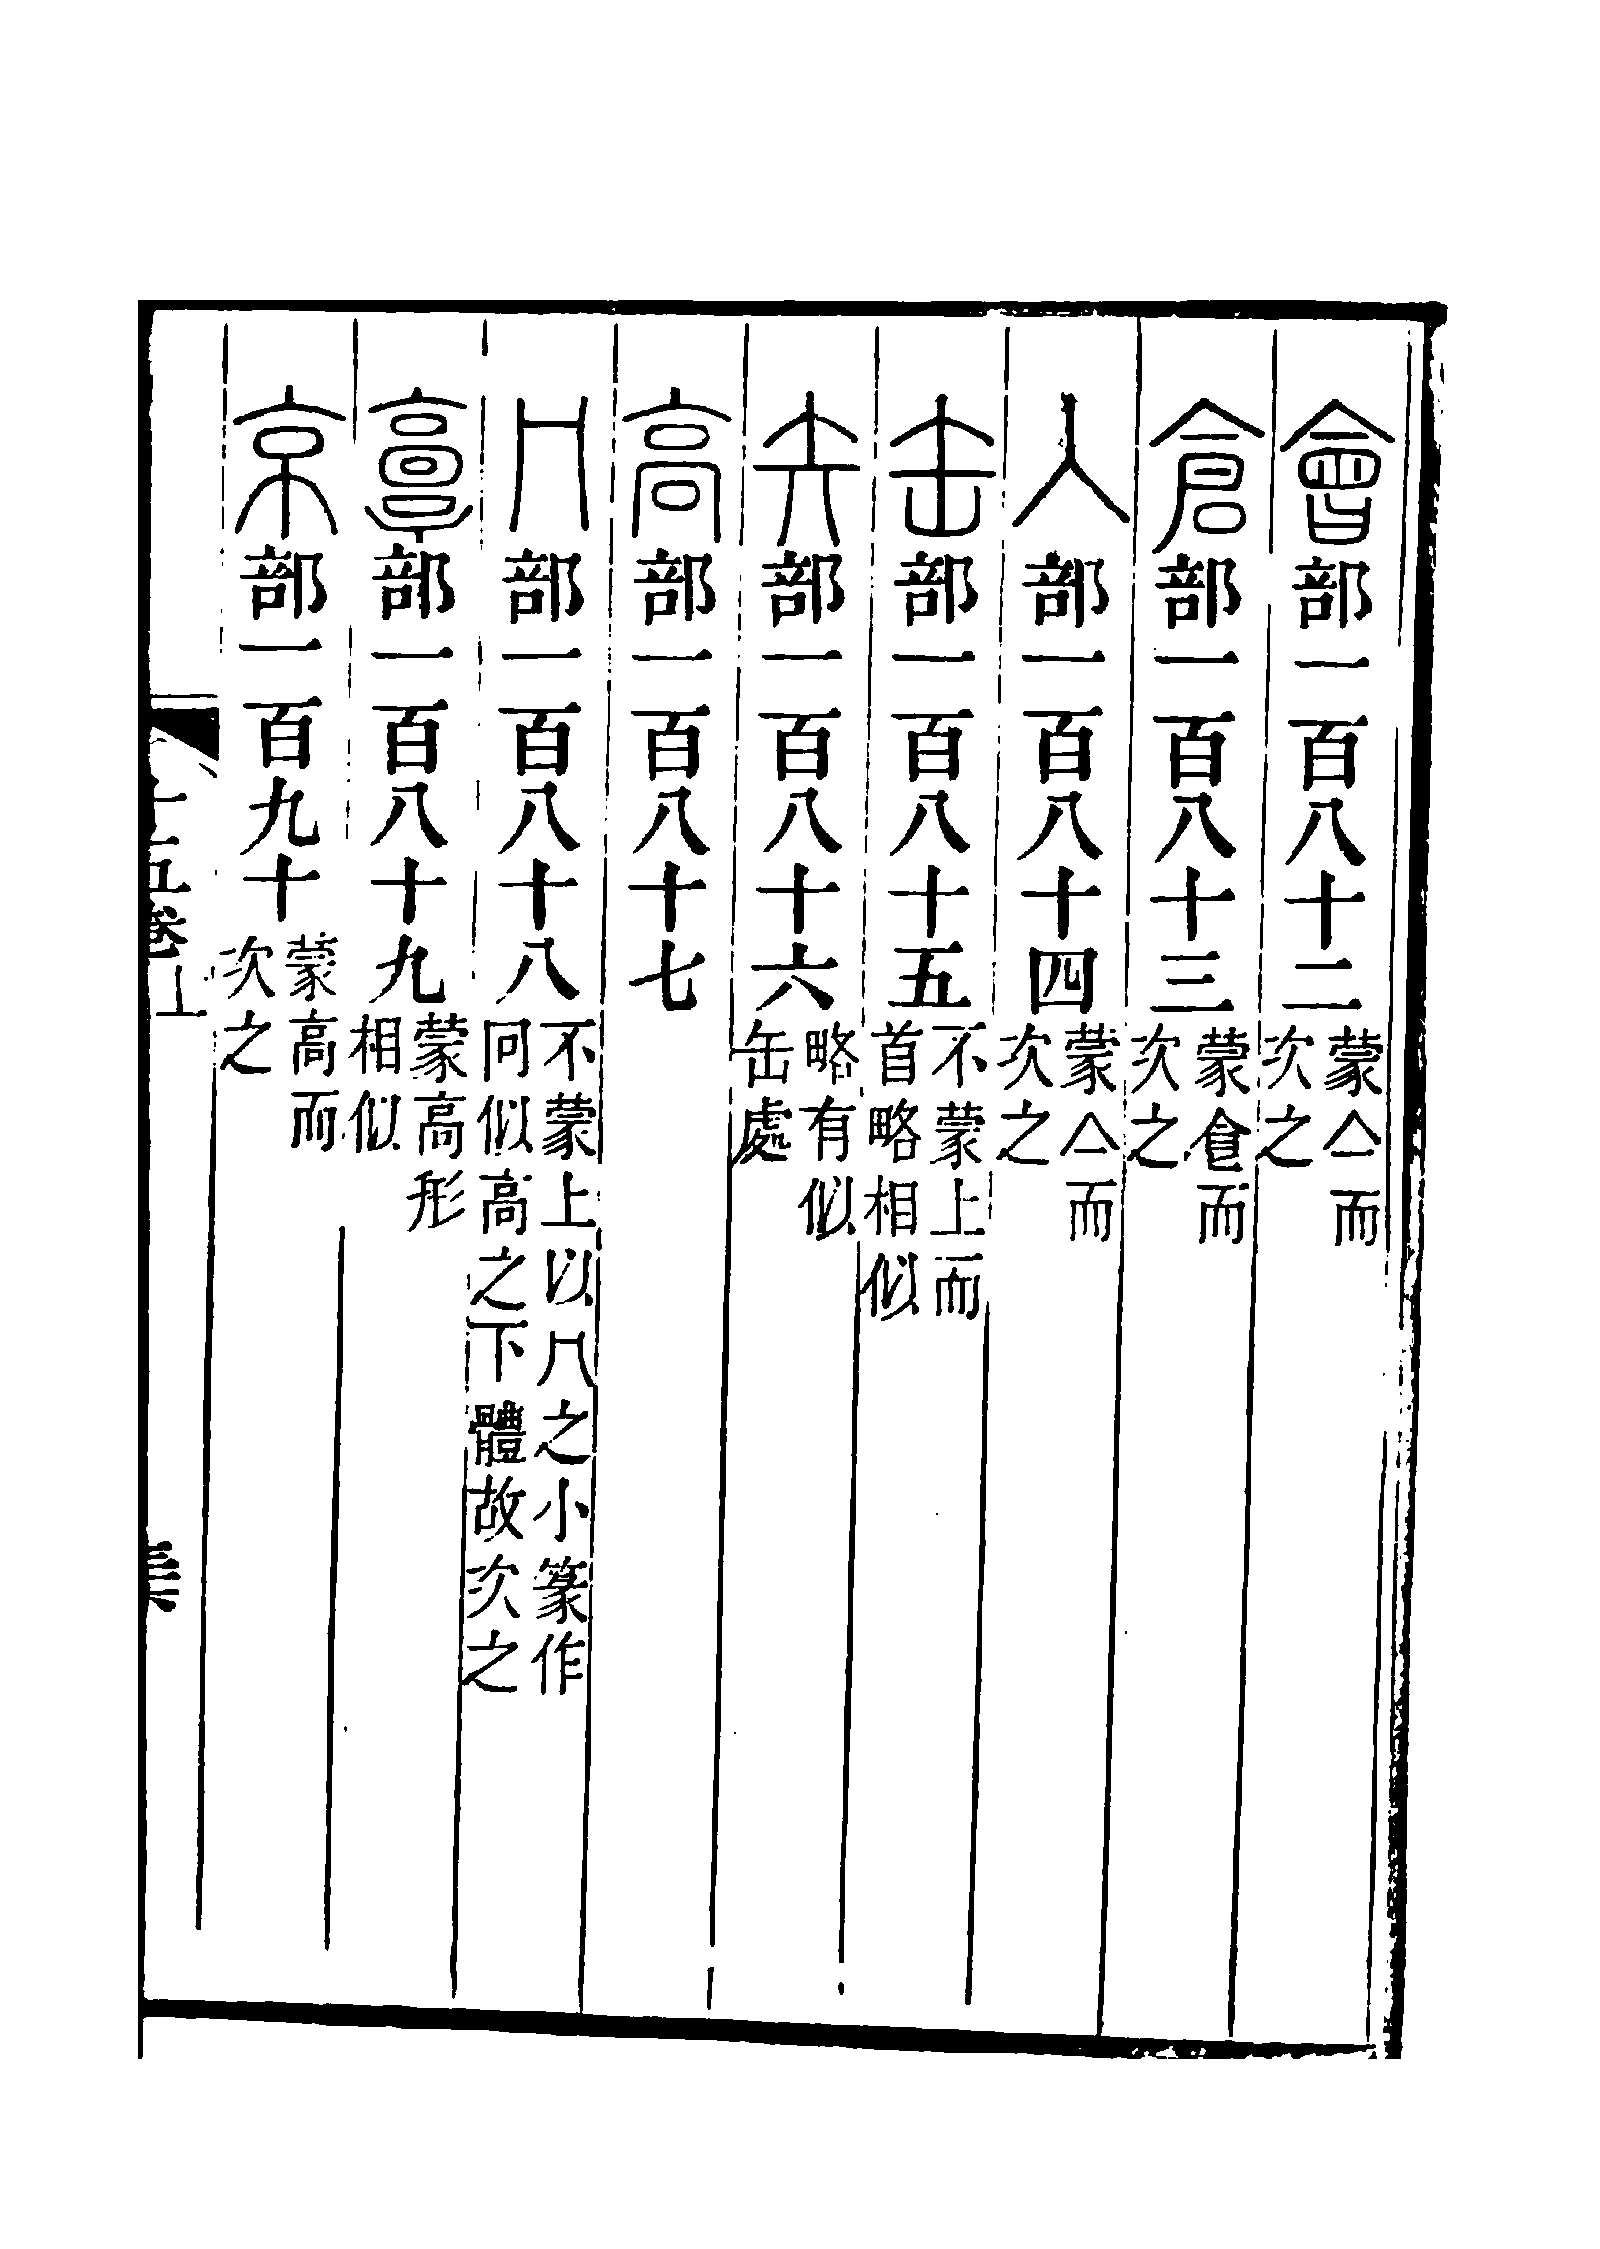 會部一百八十二蒙亼而次之
倉部一百八十三蒙倉而次之
入部一百八十四蒙亼而次之
缶部一百八十五不蒙上而首略相似
矢部一百八十六略有似缶處
高部一百八十七
冂部一百八十八不蒙上以冂之小篆作冋似高之下體故次之
𩫖部一百八十九蒙高形相似
京部一百九十蒙高而次之
十五卷上